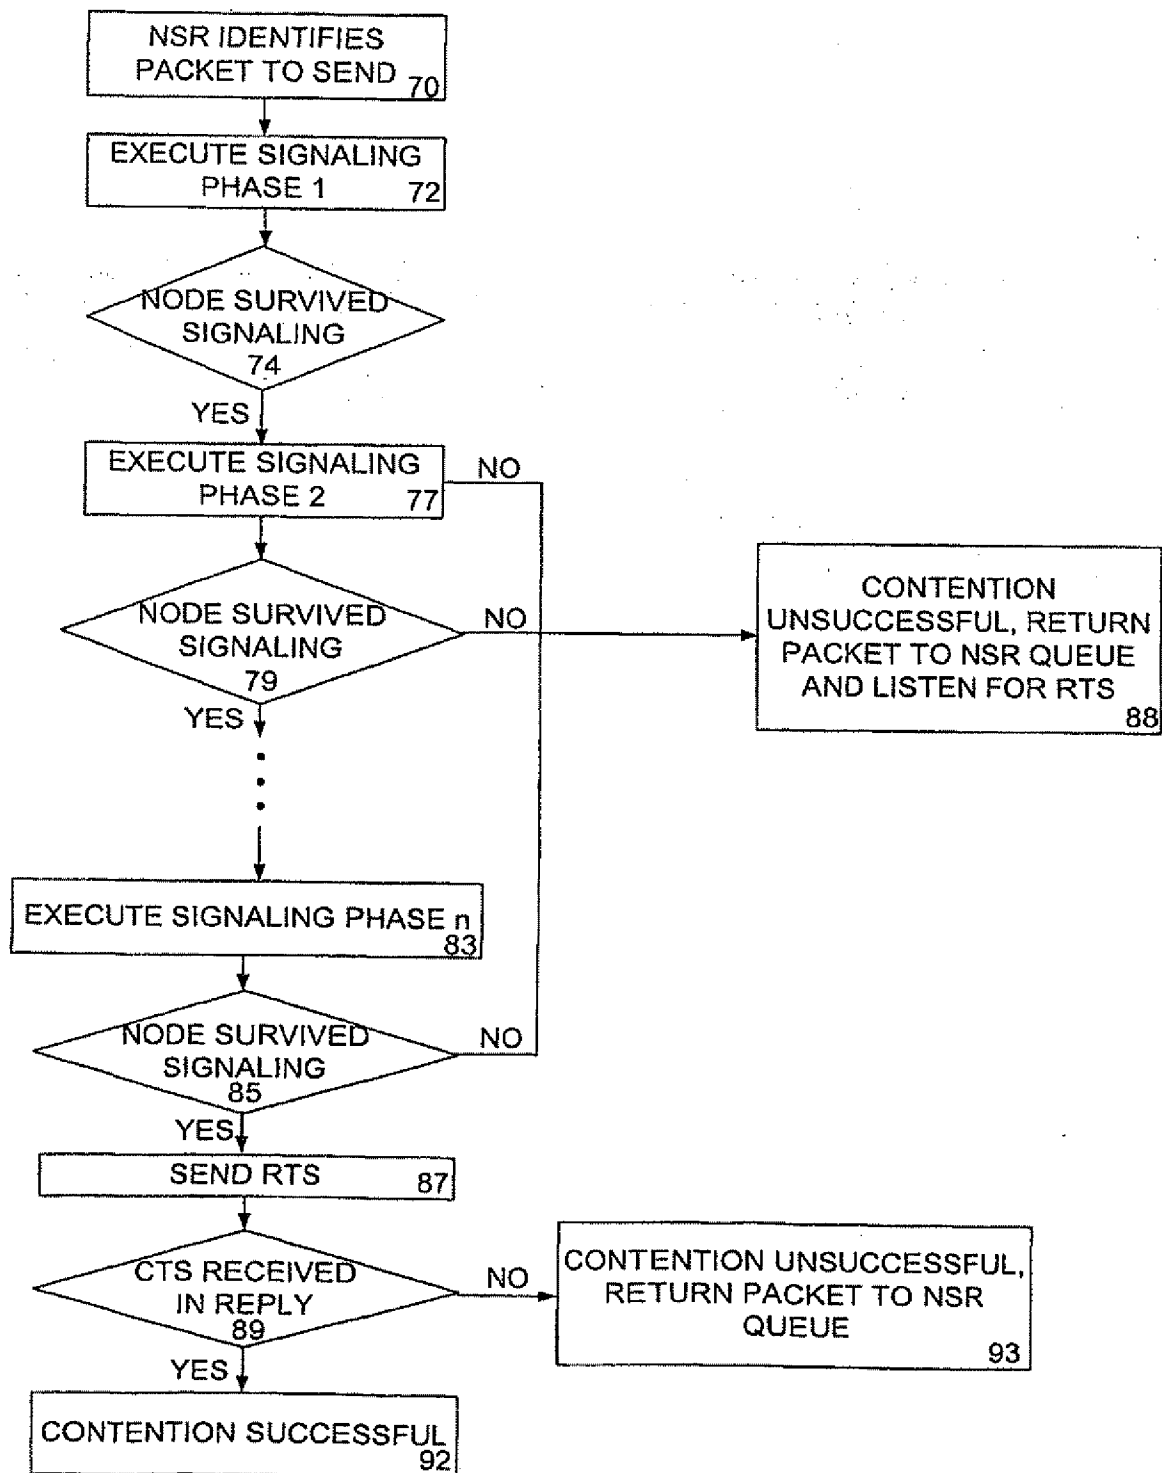 NSR IDENTIFIES
PACKET TO SEND
70
EXECUTE SIGNALING
PHASE 1
72
NODE SURVIVED
SIGNALING
74
YES
EXECUTE SIGNALING
PHASE 2
77
NO
NODE SURVIVED
SIGNALING
79
NO
YES
CONTENTION
UNSUCCESSFUL, RETURN
PACKET TO NSR QUEUE
AND LISTEN FOR RTS
88
EXECUTE SIGNALING PHASE n
83
NODE SURVIVED
SIGNALING
85
NO
YES
SEND RTS
87
CTS RECEIVED
IN REPLY
89
NO
YES
CONTENTION UNSUCCESSFUL,
RETURN PACKET TO NSR
QUEUE
93
CONTENTION SUCCESSFUL
92